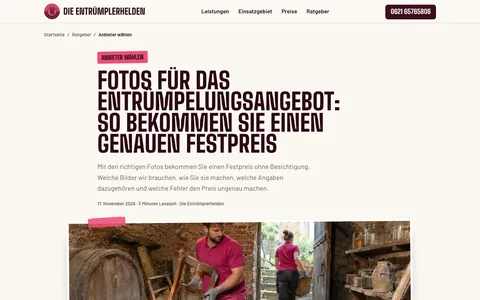 DIE ENTRÜMPLERHELDEN
Leistungen Einsatzgebiet Preise Ratgeber
0621 65765806
Startseite / Ratgeber / Anbieter wählen
ANBIETER WÄHLEN
FOTOS FÜR DAS
ENTRÜMPELUNGSANGEBOT:
SO BEKOMMEN SIE EINEN
GENAUEN FESTPREIS
Mit den richtigen Fotos bekommen Sie einen Festpreis ohne Besichtigung.
Welche Bilder wir brauchen, wie Sie sie machen, welche Angaben
dazugehören und welche Fehler den Preis ungenau machen.
17. November 2026 · 3 Minuten Lesezeit · Die Entrümplerhelden